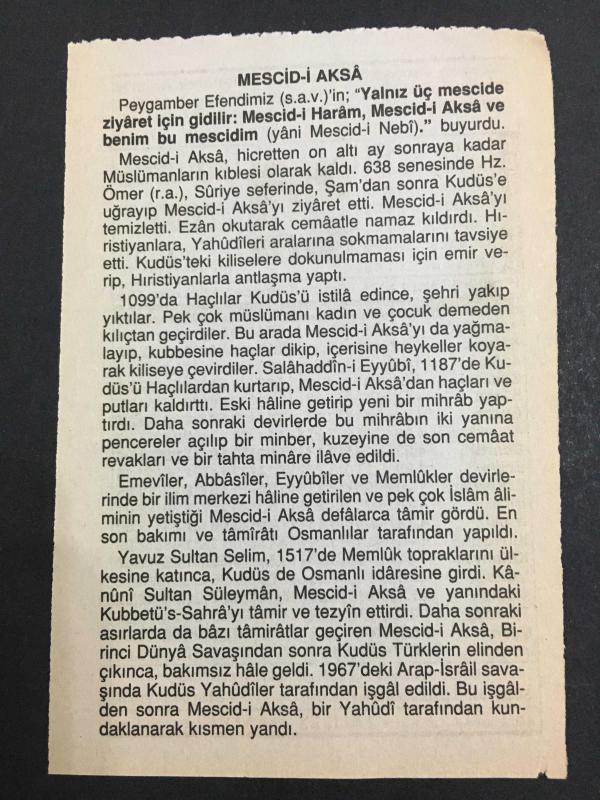 MESCİD-İ AKSÂ
Peygamber Efendimiz (s.a.v.)'in; "Yalnız üç mescide
ziyâret için gidilir: Mescid-i Harâm, Mescid-i Aksâ ve
benim bu mescidim (yâni Mescid-i Nebî)." buyurdu.
Mescid-i Aksâ, hicretten on altı ay sonraya kadar
Müslümanların kıblesi olarak kaldı. 638 senesinde Hz.
Ömer (r.a.), Sûriye seferinde, Şam'dan sonra Kudüs'e
uğrayıp Mescid-i Aksâ'yı ziyâret etti. Mescid-i Aksâ'yı
temizletti. Ezân okutarak cemâatle namaz kıldırdı. Hı-
ristiyanlara, Yahûdîleri aralarına sokmamalarını tavsiye
etti. Kudüs'teki kiliselere dokunulmaması için emir ve-
rip, Hıristiyanlarla antlaşma yaptı.
1099'da Haçlılar Kudüs'ü istilâ edince, şehri yakıp
yıktılar. Pek çok müslümanı kadın ve çocuk demeden
kılıçtan geçirdiler. Bu arada Mescid-i Aksâ'yı da yağma-
layıp, kubbesine haçlar dikip, içerisine heykeller koya-
rak kiliseye çevirdiler. Salâhaddîn-i Eyyûbî, 1187'de Ku-
düs'ü Haçlılardan kurtarıp, Mescid-i Aksâ'dan haçları ve
putları kaldırttı. Eski hâline getirip yeni bir mihrâb yap-
tırdı. Daha sonraki devirlerde bu mihrâbın iki yanına
pencereler açılıp bir minber, kuzeyine de son cemâat
revakları ve bir tahta minâre ilâve edildi.
Emevîler, Abbâsîler, Eyyûbîler ve Memlûkler devirle-
rinde bir ilim merkezi hâline getirilen ve pek çok İslâm âli-
minin yetiştiği Mescid-i Aksâ defâlarca tâmir gördü. En
son bakımı ve tâmîrâtı Osmanlılar tarafından yapıldı.
Yavuz Sultan Selim, 1517'de Memlûk topraklarını ül-
kesine katınca, Kudüs de Osmanlı idâresine girdi. Kâ-
nûnî Sultan Süleymân, Mescid-i Aksâ ve yanındaki
Kubbetü's-Sahrâ'yı tâmir ve tezyîn ettirdi. Daha sonraki
asırlarda da bâzı tâmirâtlar geçiren Mescid-i Aksâ, Bi-
rinci Dünyâ Savaşından sonra Kudüs Türklerin elinden
çıkınca, bakımsız hâle geldi. 1967'deki Arap-İsrâil sava-
şında Kudüs Yahûdîler tarafından işgâl edildi. Bu işgâl-
den sonra Mescid-i Aksâ, bir Yahûdî tarafından kun-
daklanarak kısmen yandı.